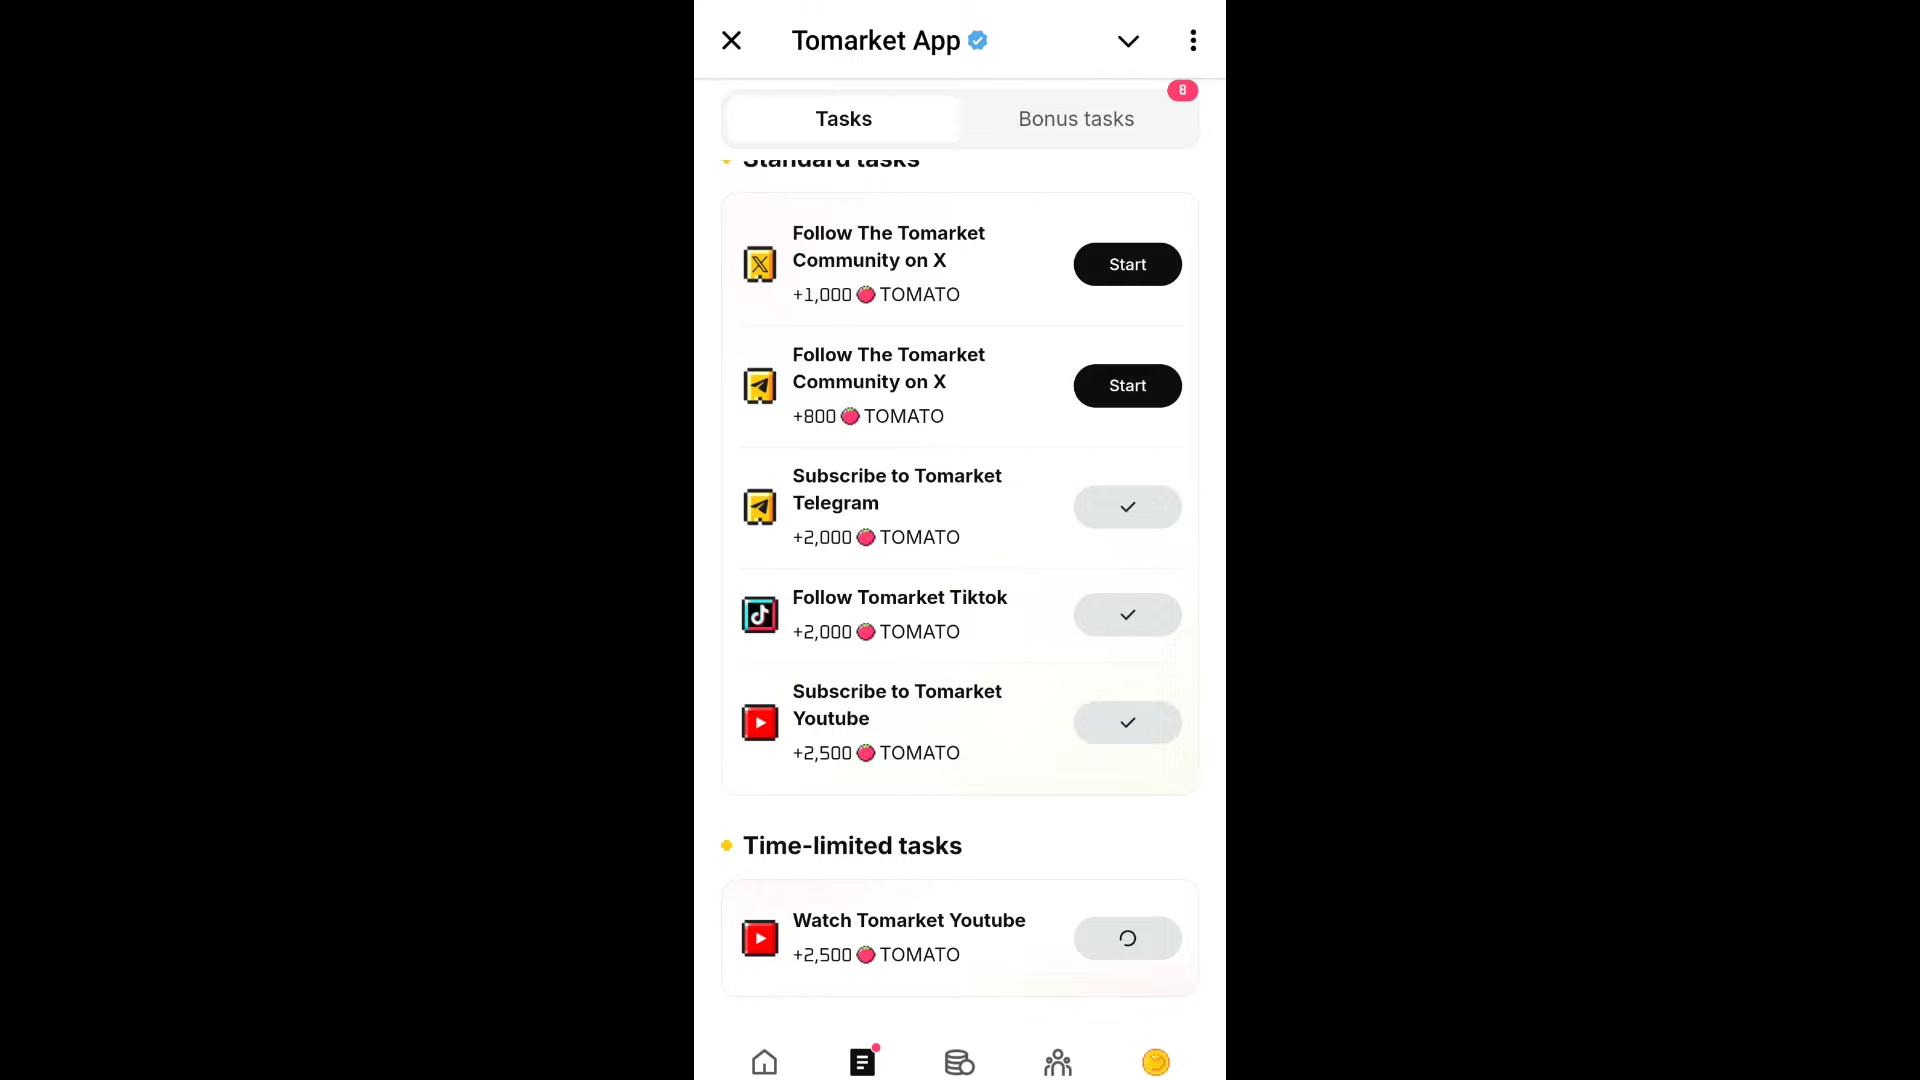 Tomarket App
8
Tasks
Bonus tasks
Standard tasks
Follow The Tomarket
Community on X
+1,000 TOMATO
Start
Follow The Tomarket
Community on X
+800 TOMATO
Start
Subscribe to Tomarket
Telegram
+2,000 TOMATO
Follow Tomarket Tiktok
+2,000 TOMATO
Subscribe to Tomarket
Youtube
+2,500 TOMATO
Time-limited tasks
Watch Tomarket Youtube
+2,500 TOMATO